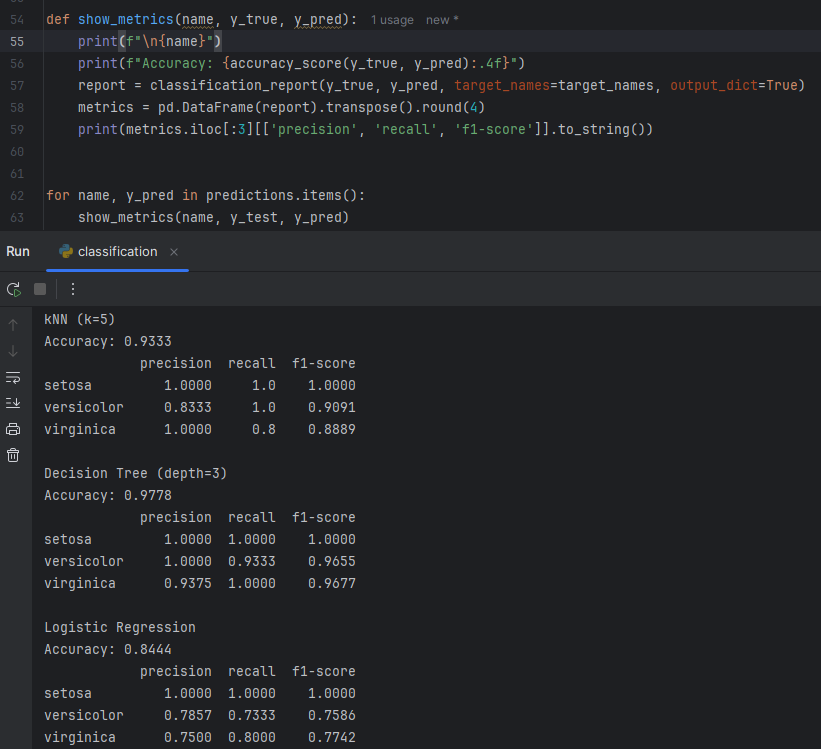 54 def show_metrics(name, y_true, y_pred): 1 usage new *
55 print(f"\n{name}")
56 print(f"Accuracy: {accuracy_score(y_true, y_pred):.4f}")
57 report = classification_report(y_true, y_pred, target_names=target_names, output_dict=True)
58 metrics = pd.DataFrame(report).transpose().round(4)
59 print(metrics.iloc[:3][['precision', 'recall', 'f1-score']].to_string())
60
61
62 for name, y_pred in predictions.items():
63 show_metrics(name, y_test, y_pred)
Run classification
kNN (k=5)
Accuracy: 0.9333
precision recall f1-score
setosa 1.0000 1.0 1.0000
versicolor 0.8333 1.0 0.9091
virginica 1.0000 0.8 0.8889
Decision Tree (depth=3)
Accuracy: 0.9778
precision recall f1-score
setosa 1.0000 1.0000 1.0000
versicolor 1.0000 0.9333 0.9655
virginica 0.9375 1.0000 0.9677
Logistic Regression
Accuracy: 0.8444
precision recall f1-score
setosa 1.0000 1.0000 1.0000
versicolor 0.7857 0.7333 0.7586
virginica 0.7500 0.8000 0.7742